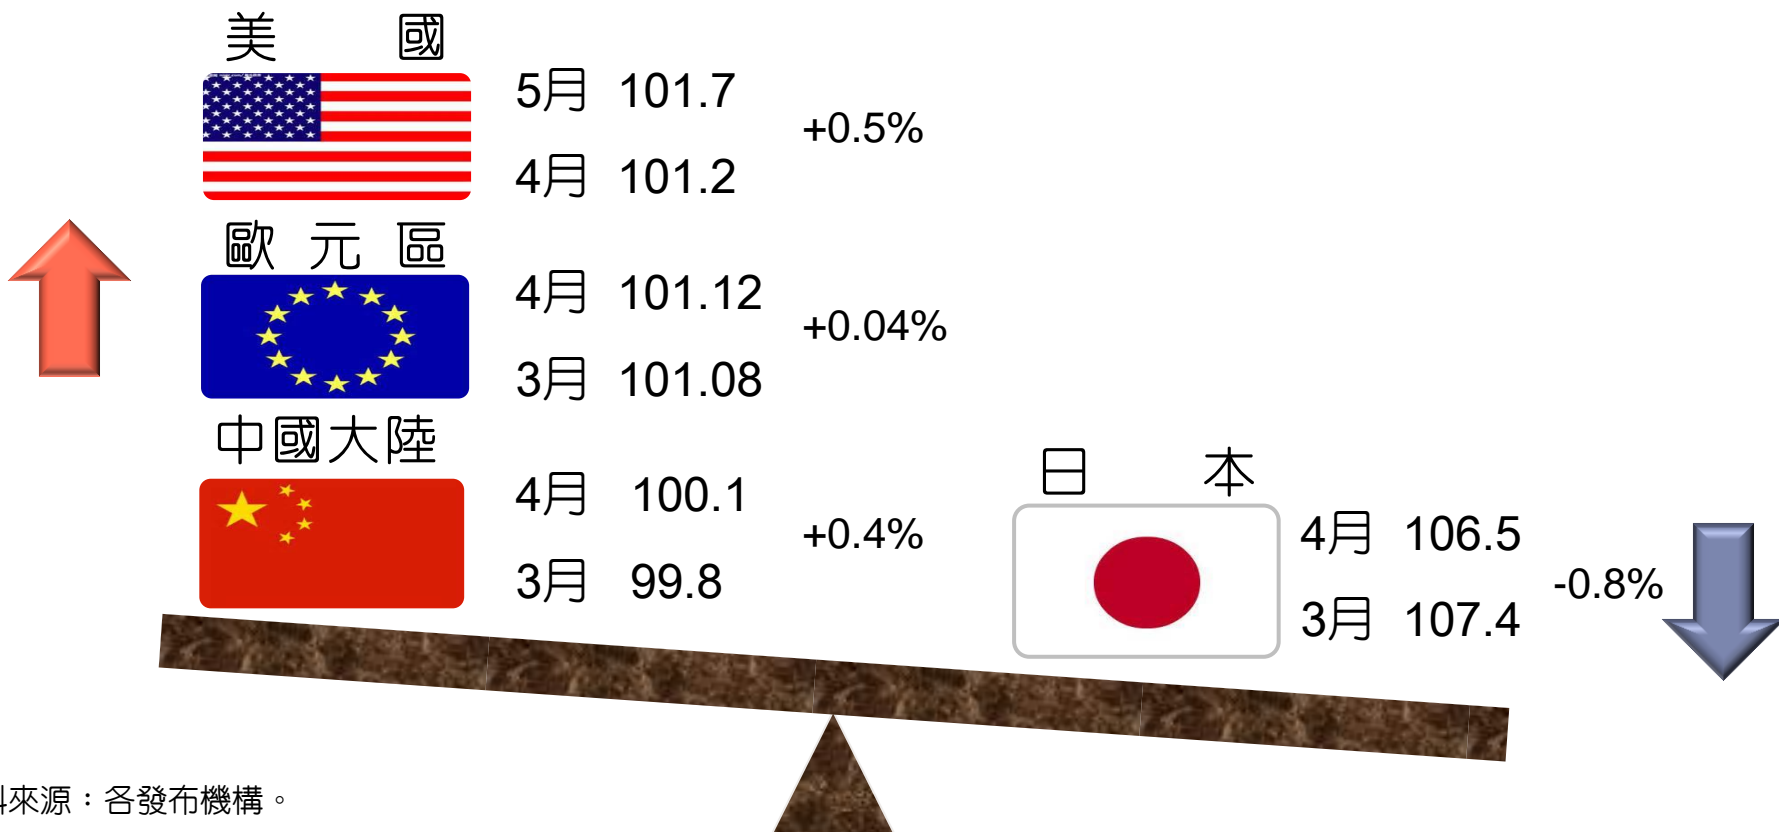 美 國
5月 101.7
+0.5%
4月 101.2
歐 元 區
4月 101.12
+0.04%
3月 101.08
中國大陸
4月 100.1
+0.4%
3月 99.8
日 本
4月 106.5
-0.8%
3月 107.4
來源：各發布機構。